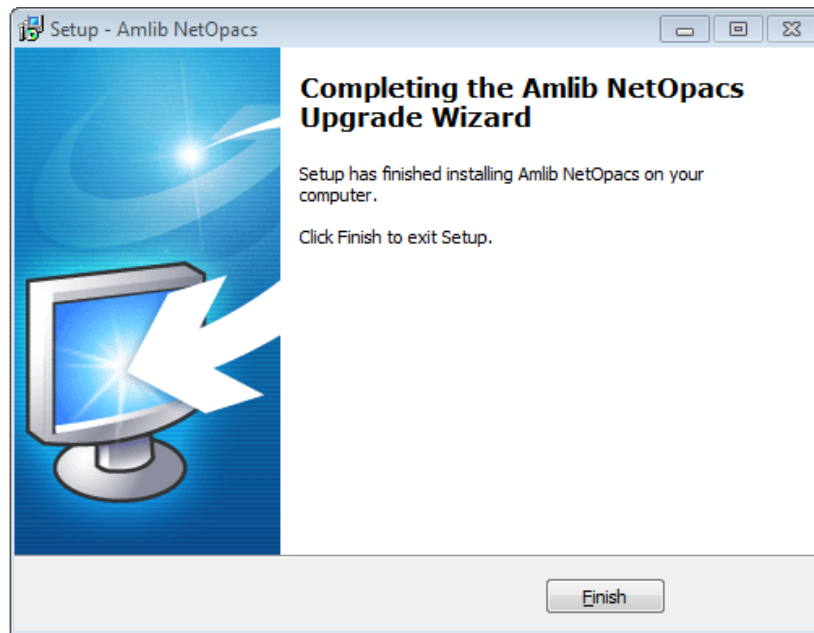 Setup - Amlib NetOpacs
Completing the Amlib NetOpacs
Upgrade Wizard
Setup has finished installing Amlib NetOpacs on your
computer.
Click Finish to exit Setup.
Finish